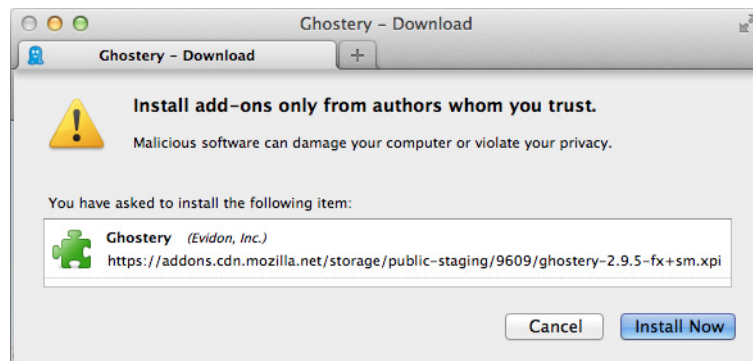 Ghostery – Download
Ghostery – Download
Install add-ons only from authors whom you trust.
Malicious software can damage your computer or violate your privacy.
You have asked to install the following item:
Ghostery (Evidon, Inc.)
https://addons.cdn.mozilla.net/storage/public-staging/9609/ghostery-2.9.5-fx+sm.xpi
Cancel Install Now